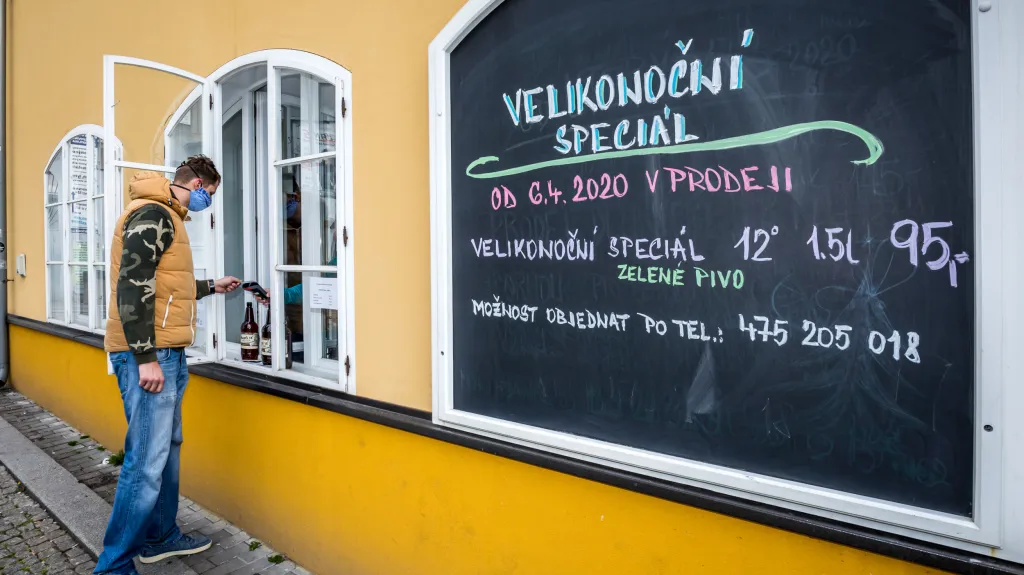 VELIKONOČNÍ
SPECIÁL
OD 6.4. 2020 V PRODEJI
VELIKONOČNÍ SPECIÁL 12° 1.5l 95,-
ZELENÉ PIVO
MOŽNOST OBJEDNAT PO TEL.: 475 205 018